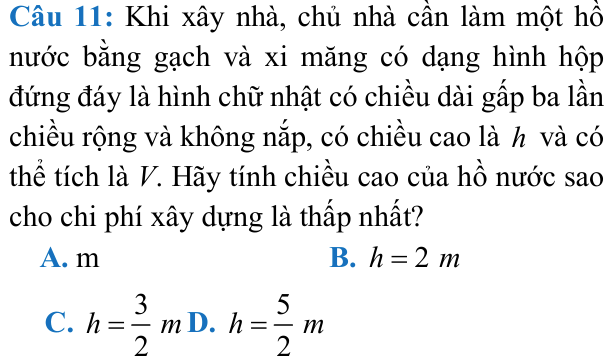 Câu 11: Khi xây nhà, chủ nhà cần làm một hồ
nước bằng gạch và xi măng có dạng hình hộp
đứng đáy là hình chữ nhật có chiều dài gấp ba lần
chiều rộng và không nắp, có chiều cao là h và có
thể tích là V. Hãy tính chiều cao của hồ nước sao
cho chi phí xây dựng là thấp nhất?
A. m B. h = 2 m
C. h = 3/2 m D. h = 5/2 m